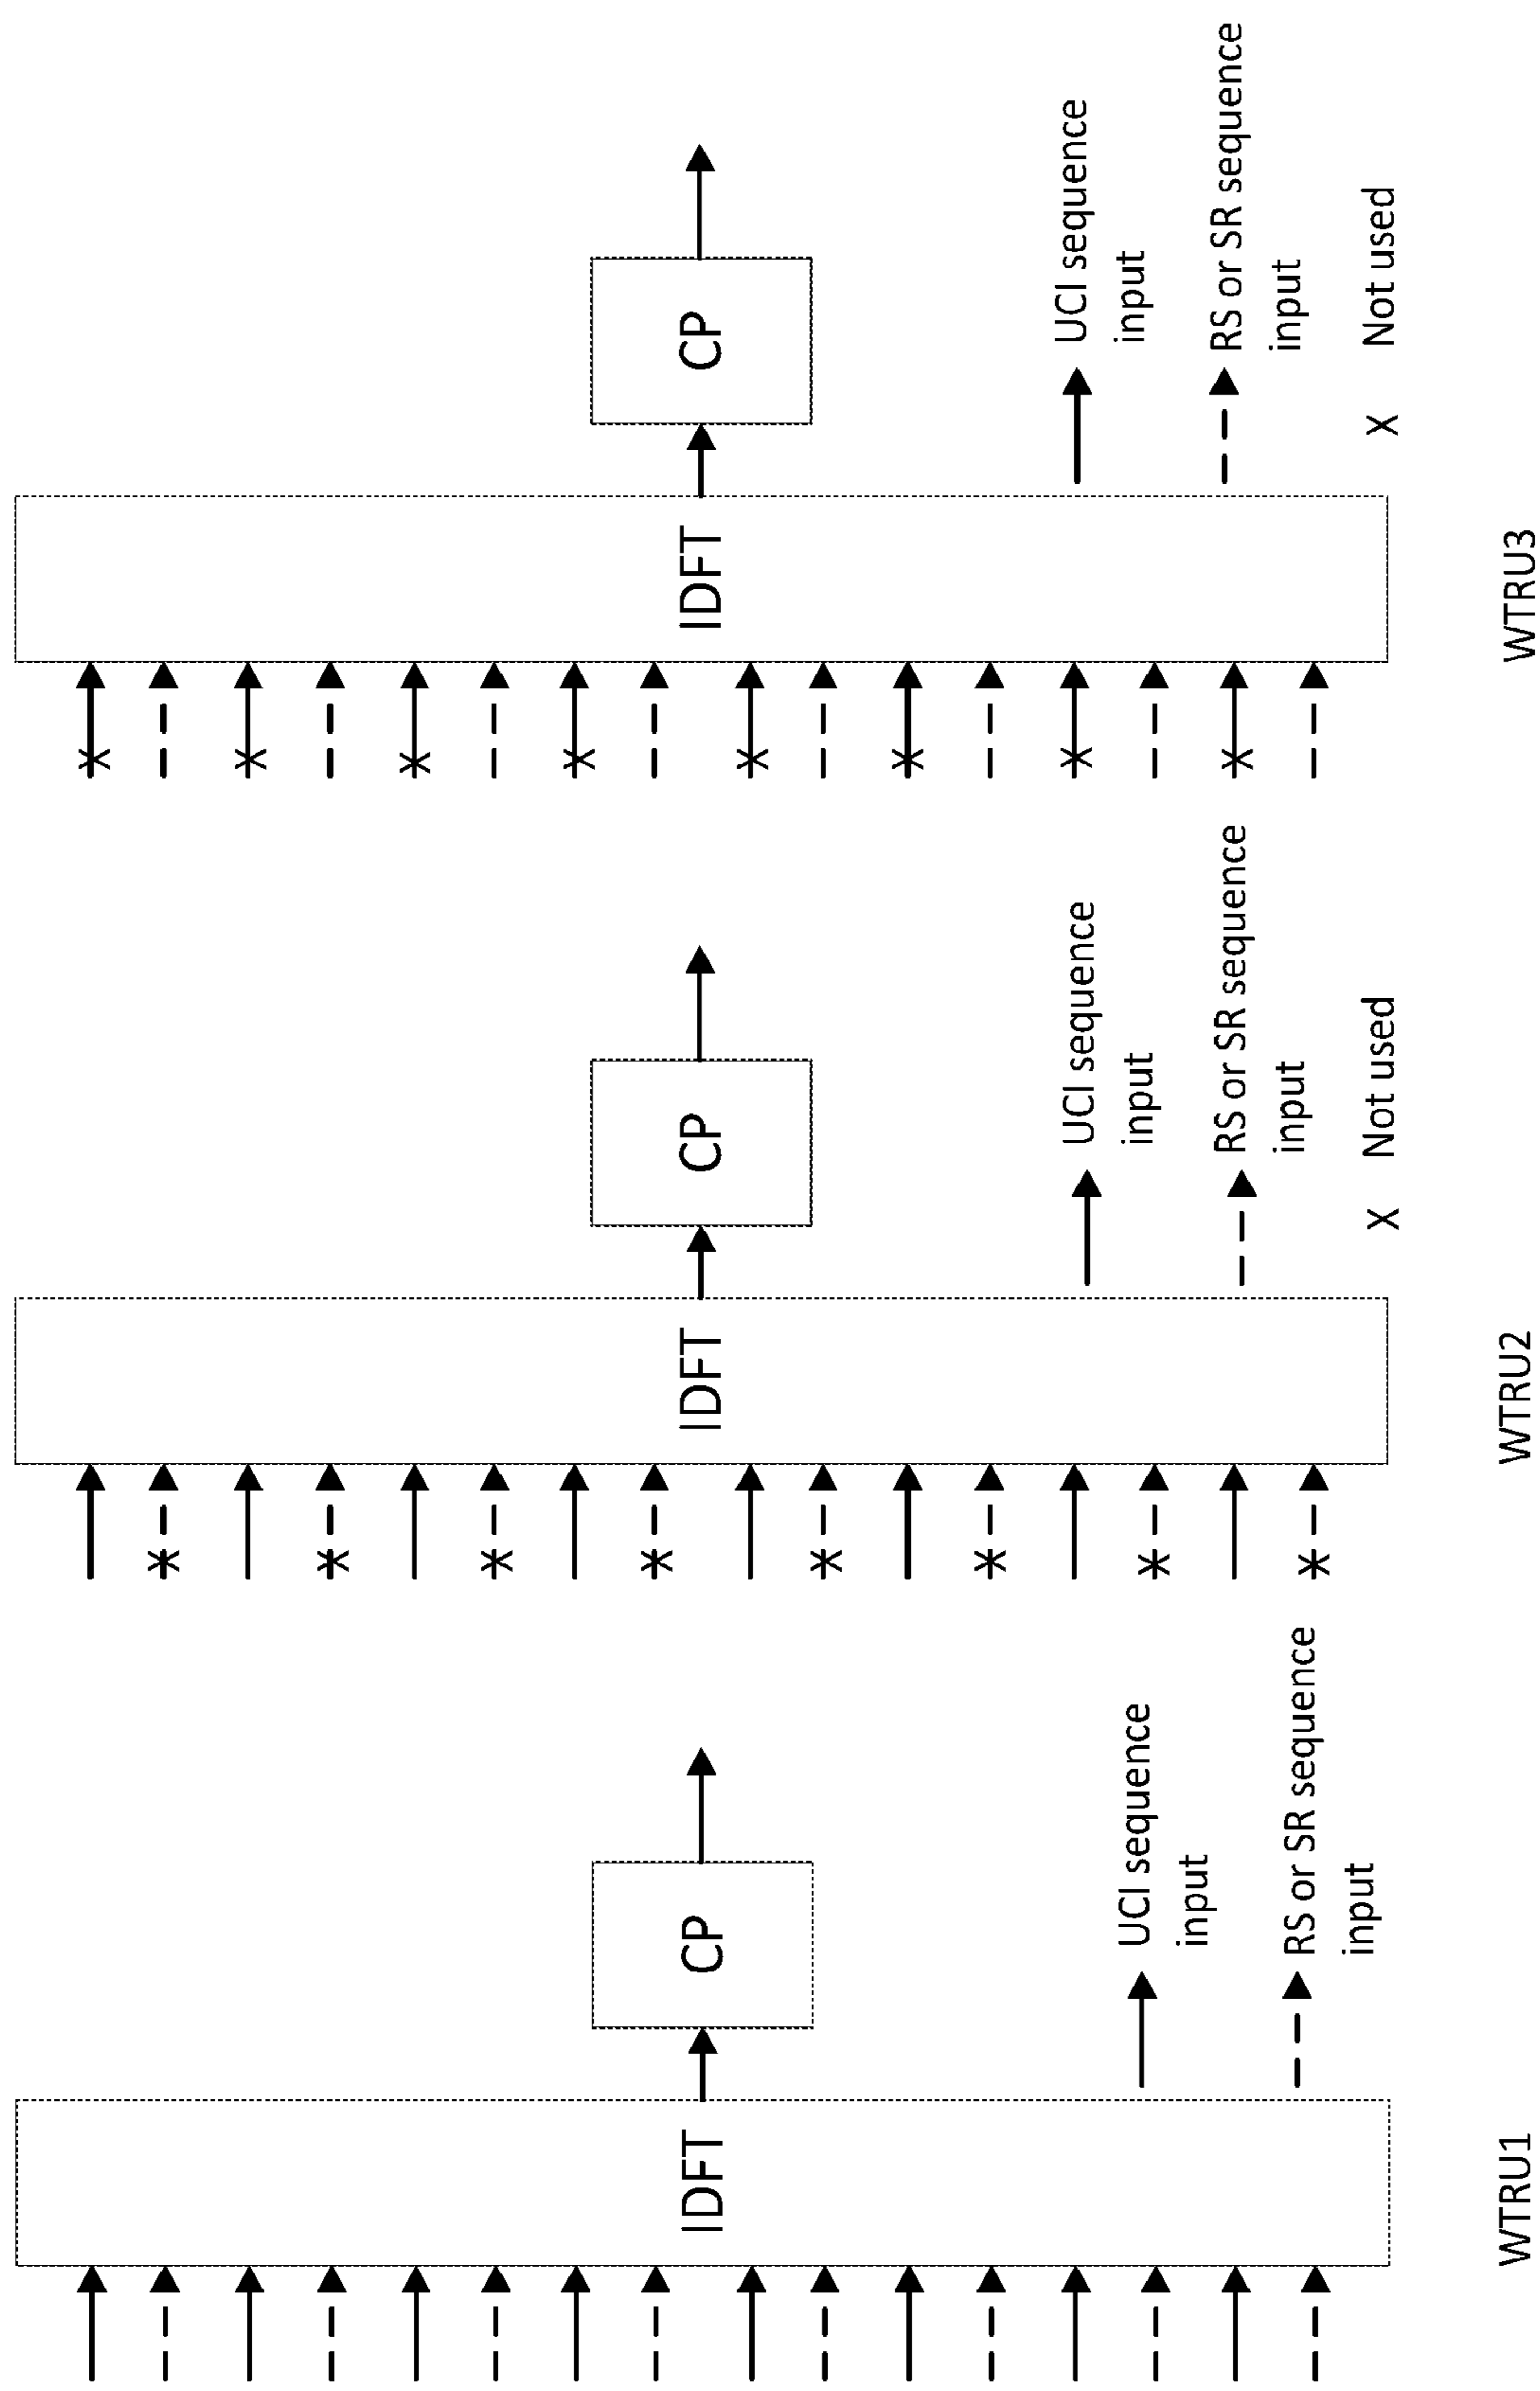 IDFT
CP
UCI sequence
input
RS or SR sequence
input
WTRU1
IDFT
CP
UCI sequence
input
RS or SR sequence
input
X Not used
WTRU2
IDFT
CP
UCI sequence
input
RS or SR sequence
input
X Not used
WTRU3